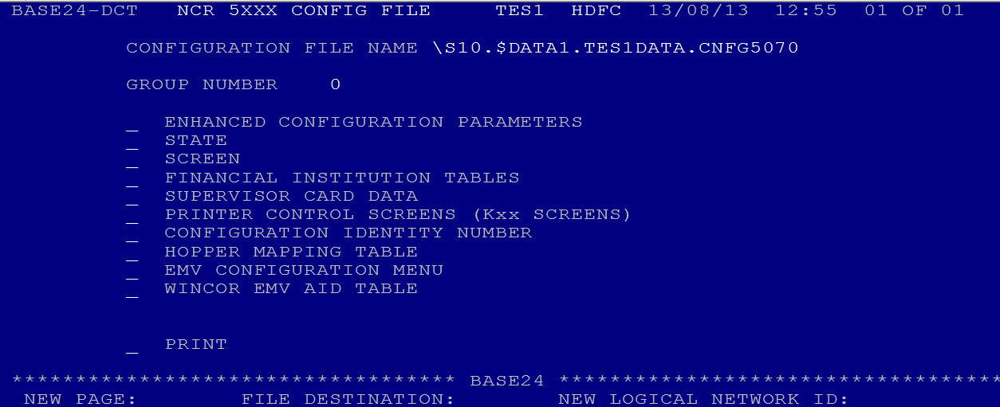 BASE24-DCT NCR 5XXX CONFIG FILE TES1 HDFC 13/08/13 12:55 01 OF 01
CONFIGURATION FILE NAME \S10.$DATA1.TES1DATA.CNFG5070
GROUP NUMBER 0
_ ENHANCED CONFIGURATION PARAMETERS
_ STATE
_ SCREEN
_ FINANCIAL INSTITUTION TABLES
_ SUPERVISOR CARD DATA
_ PRINTER CONTROL SCREENS (Kxx SCREENS)
_ CONFIGURATION IDENTITY NUMBER
_ HOPPER MAPPING TABLE
_ EMV CONFIGURATION MENU
_ WINCOR EMV AID TABLE
_ PRINT
*********************************** BASE24 ***********************************
NEW PAGE: FILE DESTINATION: NEW LOGICAL NETWORK ID: